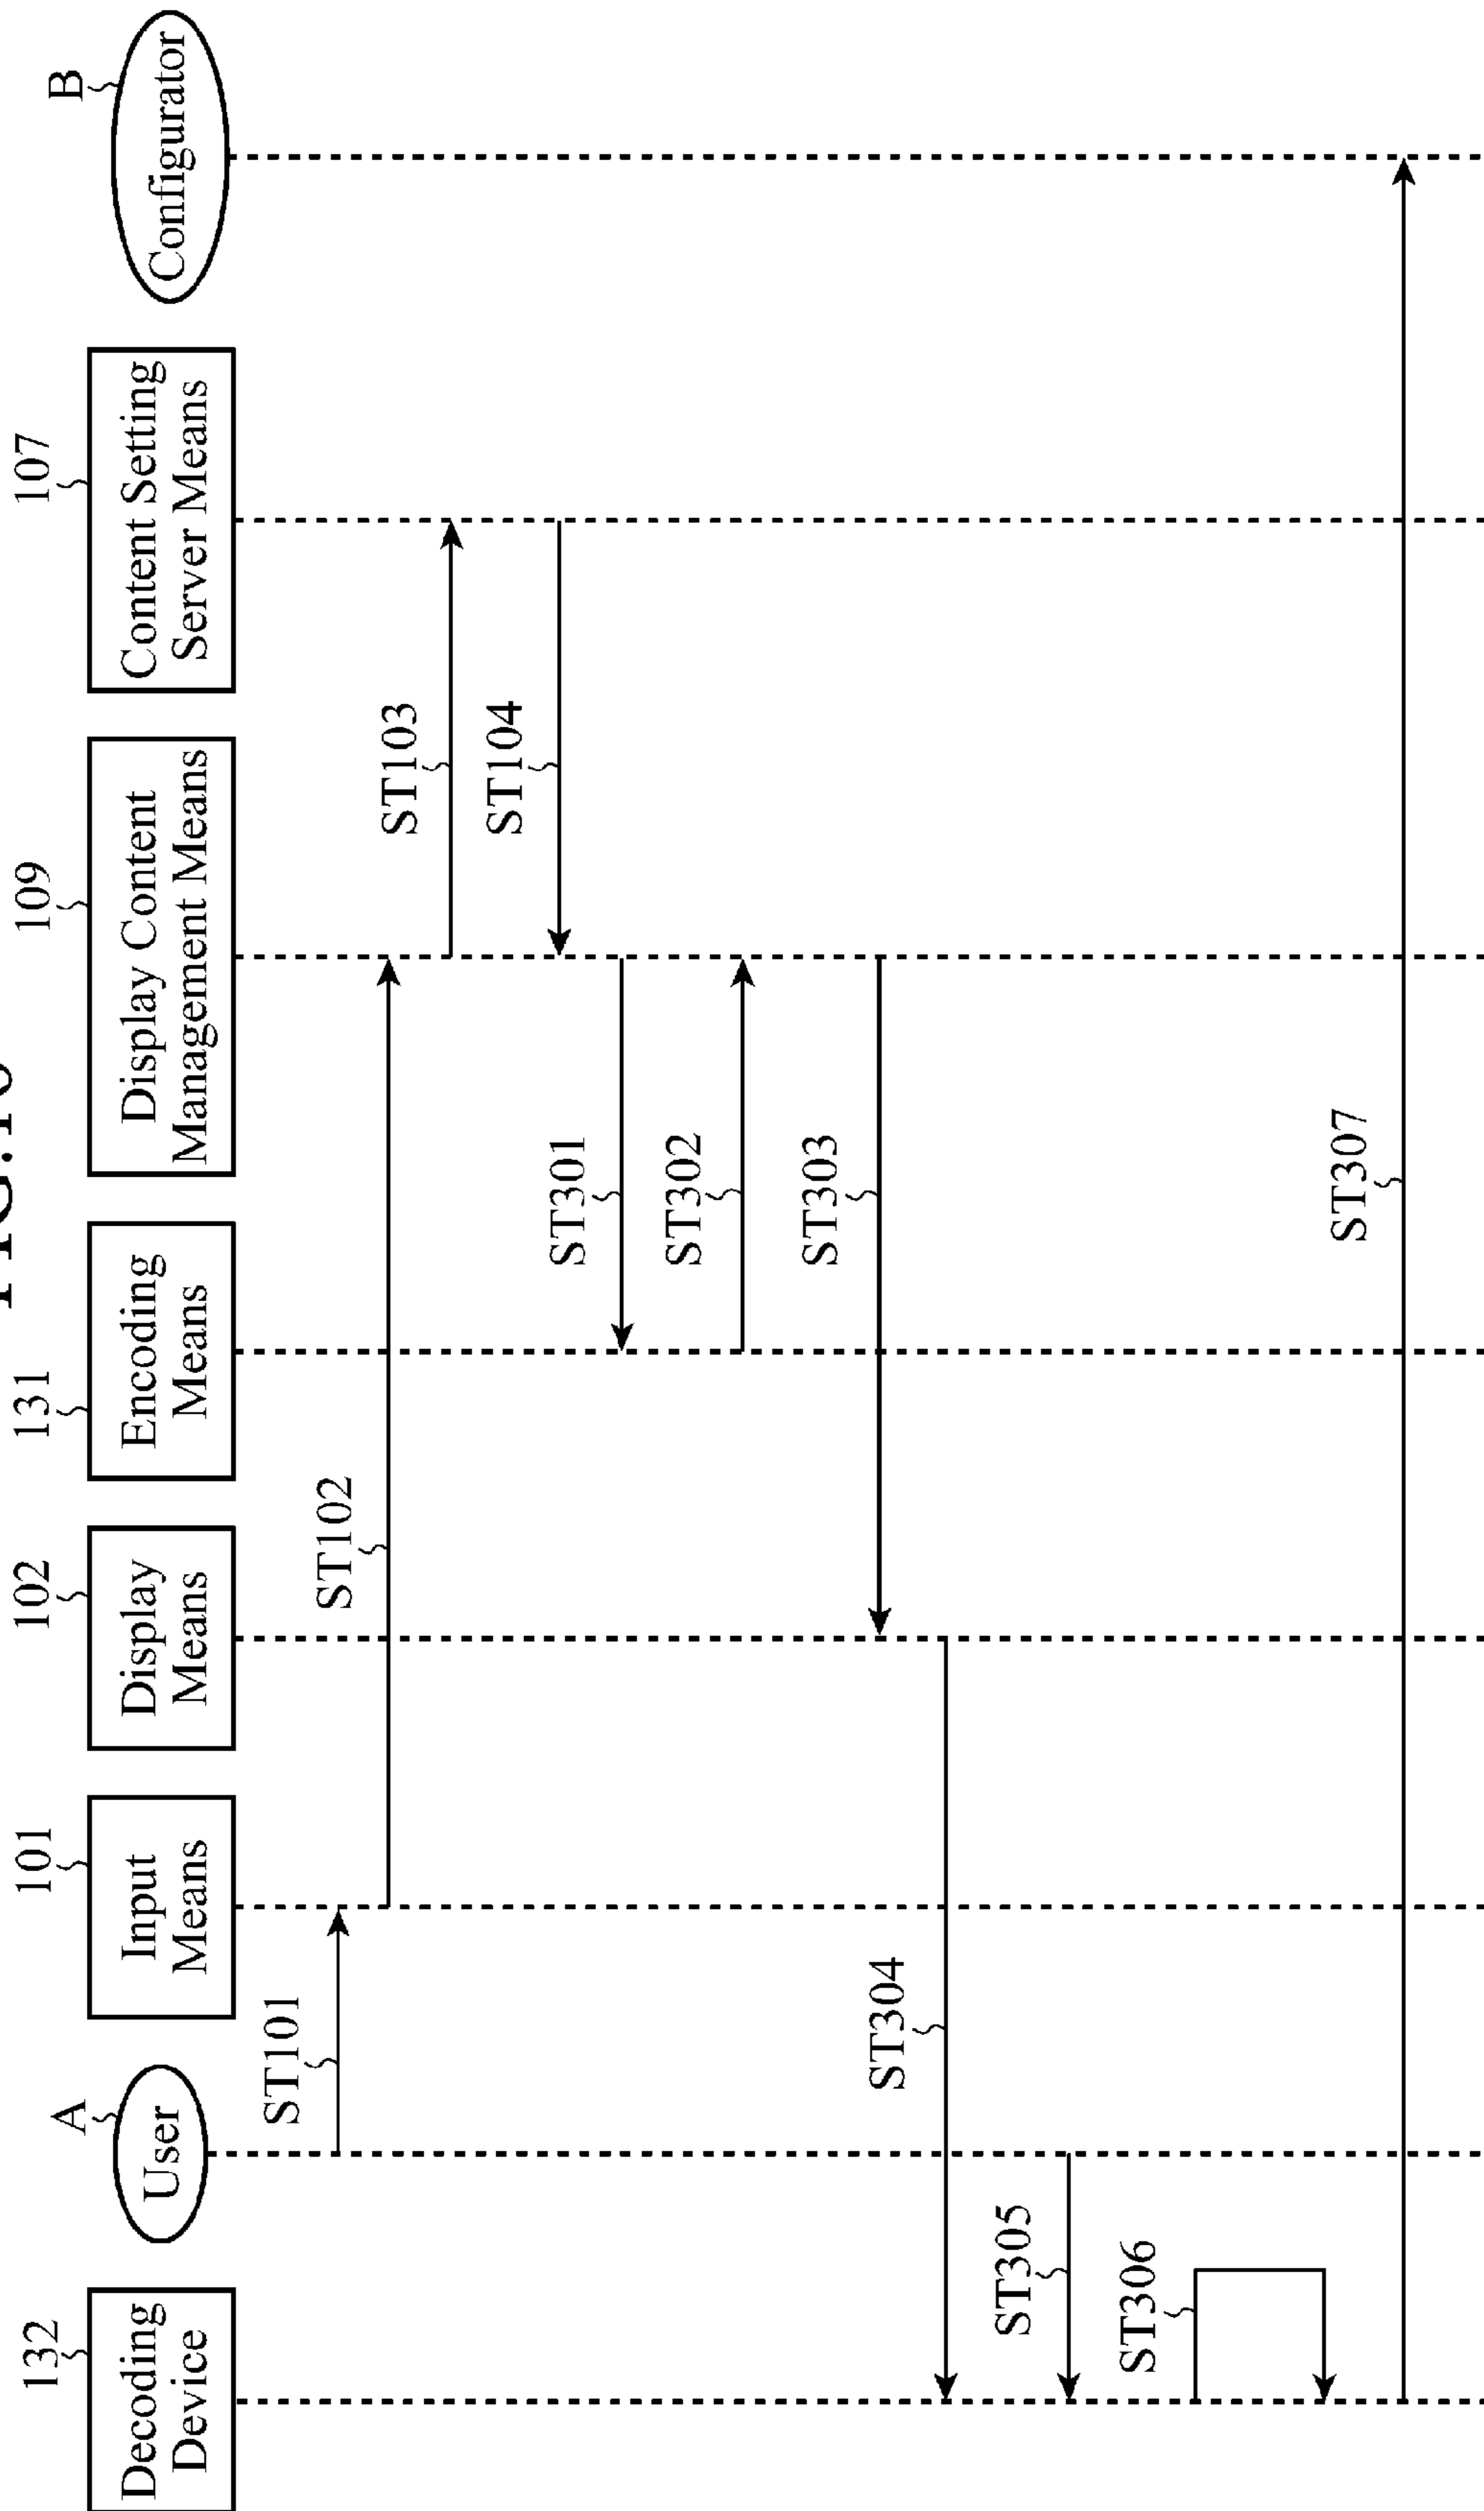 132
Decoding
Device
A
User
101
Input
Means
102
Display
Means
131
Encoding
Means
109
Display Content
Management Means
107
Content Setting
Server Means
B
Configurator
ST101
ST102
ST103
ST104
ST301
ST302
ST303
ST304
ST305
ST306
ST307